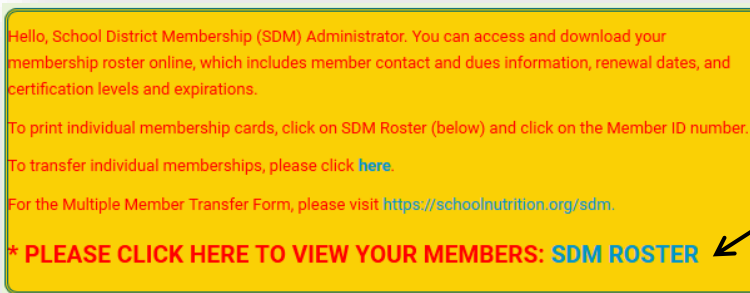 Hello, School District Membership (SDM) Administrator. You can access and download your
membership roster online, which includes member contact and dues information, renewal dates, and
certification levels and expirations.
To print individual membership cards, click on SDM Roster (below) and click on the Member ID number.
To transfer individual memberships, please click here.
For the Multiple Member Transfer Form, please visit https://schoolnutrition.org/sdm.
* PLEASE CLICK HERE TO VIEW YOUR MEMBERS: SDM ROSTER